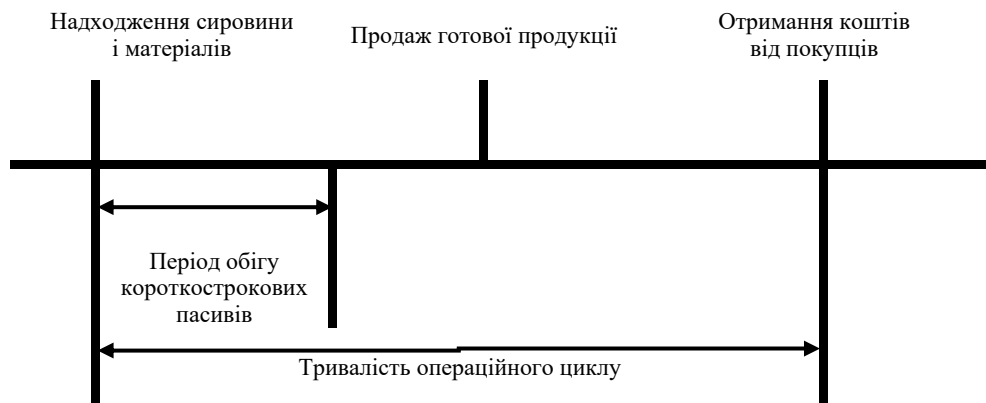 Надходження сировини
і матеріалів
Продаж готової продукції
Отримання коштів
від покупців
Період обігу
короткострокових
пасивів
Тривалість операційного циклу